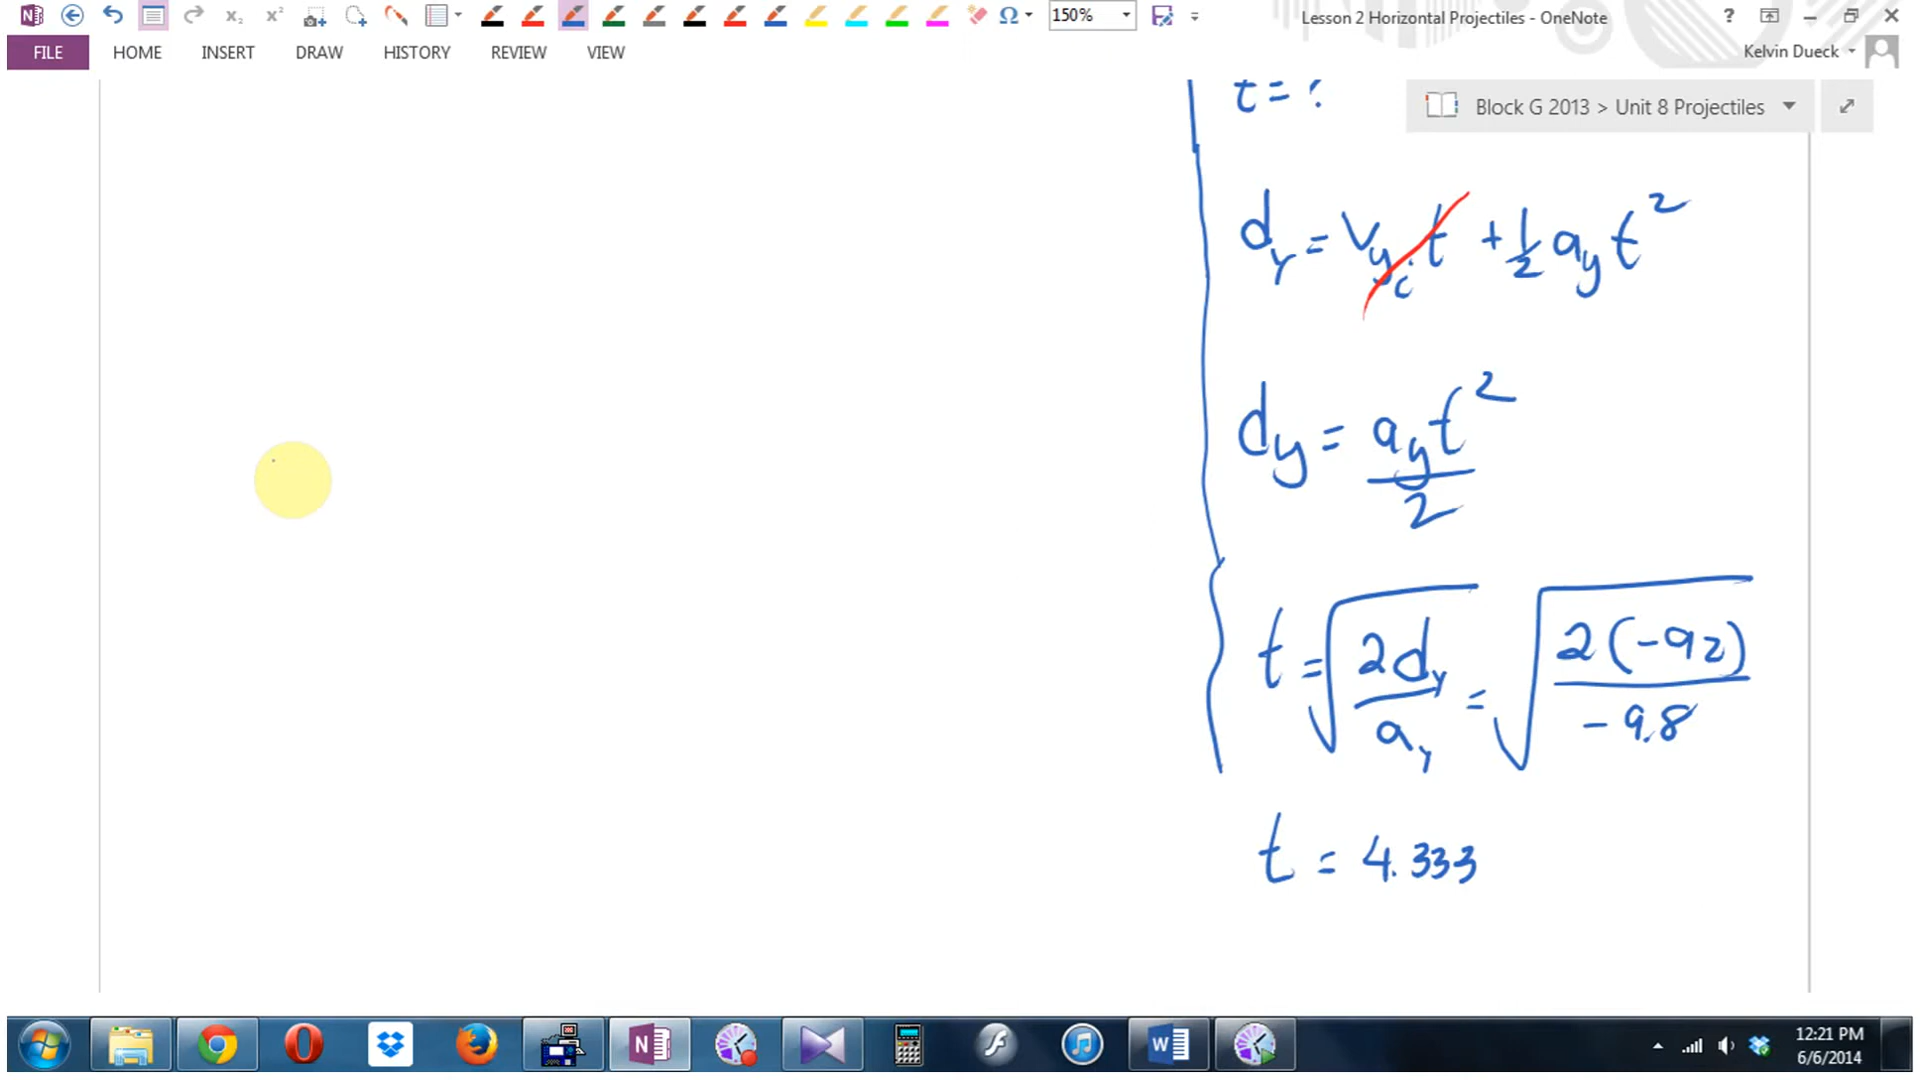 150%
Lesson 2 Horizontal Projectiles - OneNote
FILE HOME INSERT DRAW HISTORY REVIEW VIEW
Kelvin Dueck
t = ?
Block G 2013 > Unit 8 Projectiles
dy = Vyit + 1/2 ay t²
dy = ay t² / 2
t = √(2dy / ay) = √(2(-92) / -9.8)
t = 4.333
12:21 PM
6/6/2014